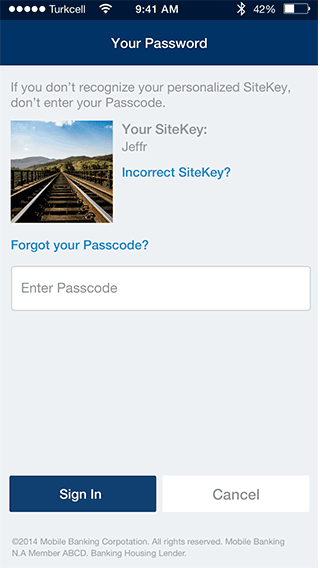 Turkcell 9:41 AM 42%
Your Password
If you don't recognize your personalized SiteKey,
don't enter your Passcode.
Your SiteKey:
Jeffr
Incorrect SiteKey?
Forgot your Passcode?
Enter Passcode
Sign In Cancel
©2014 Mobile Banking Corpotation. All rights reserved. Mobile Banking
N.A Member ABCD. Banking Housing Lender.